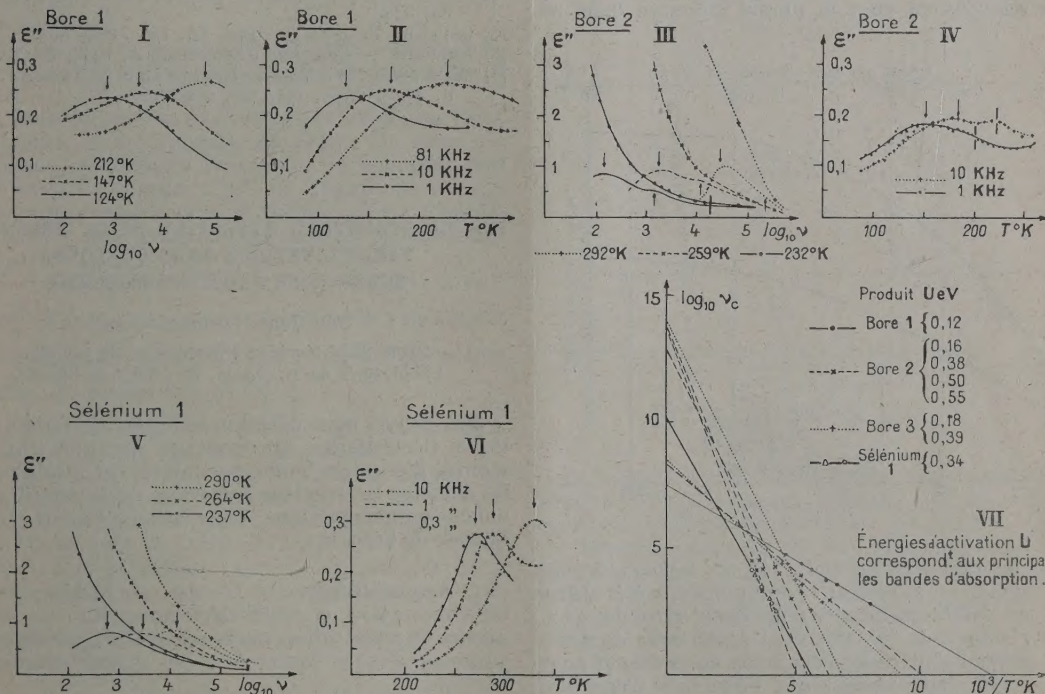 Bore 1
I
ε"
0,3
0,2
0,1
212°K
147°K
124°K
2 3 4 5
log₁₀ ν
Bore 1
II
ε"
0,3
0,2
0,1
81 KHz
10 KHz
1 KHz
100 200 T°K
Bore 2
III
ε"
3
2
1
2 3 4 5 log₁₀ ν
292°K 259°K 232°K
Bore 2
IV
ε"
0,3
0,2
0,1
10 KHz
1 KHz
100 200 T°K
Sélénium 1
V
ε"
3
2
1
290°K
264°K
237°K
2 3 4 5 log₁₀ ν
Sélénium 1
VI
ε"
0,3
0,2
0,1
10 KHz
1 „
0,3 „
200 300 T°K
15
10
5
log₁₀ νc
5 10 10³/T°K
Produit UeV
Bore 1 {0,12
Bore 2 {0,16
0,38
0,50
0,55
Bore 3 {0,18
0,39
Sélénium 1 {0,34
VII
Énergies d'activation U
correspondt. aux principa
les bandes d'absorption.